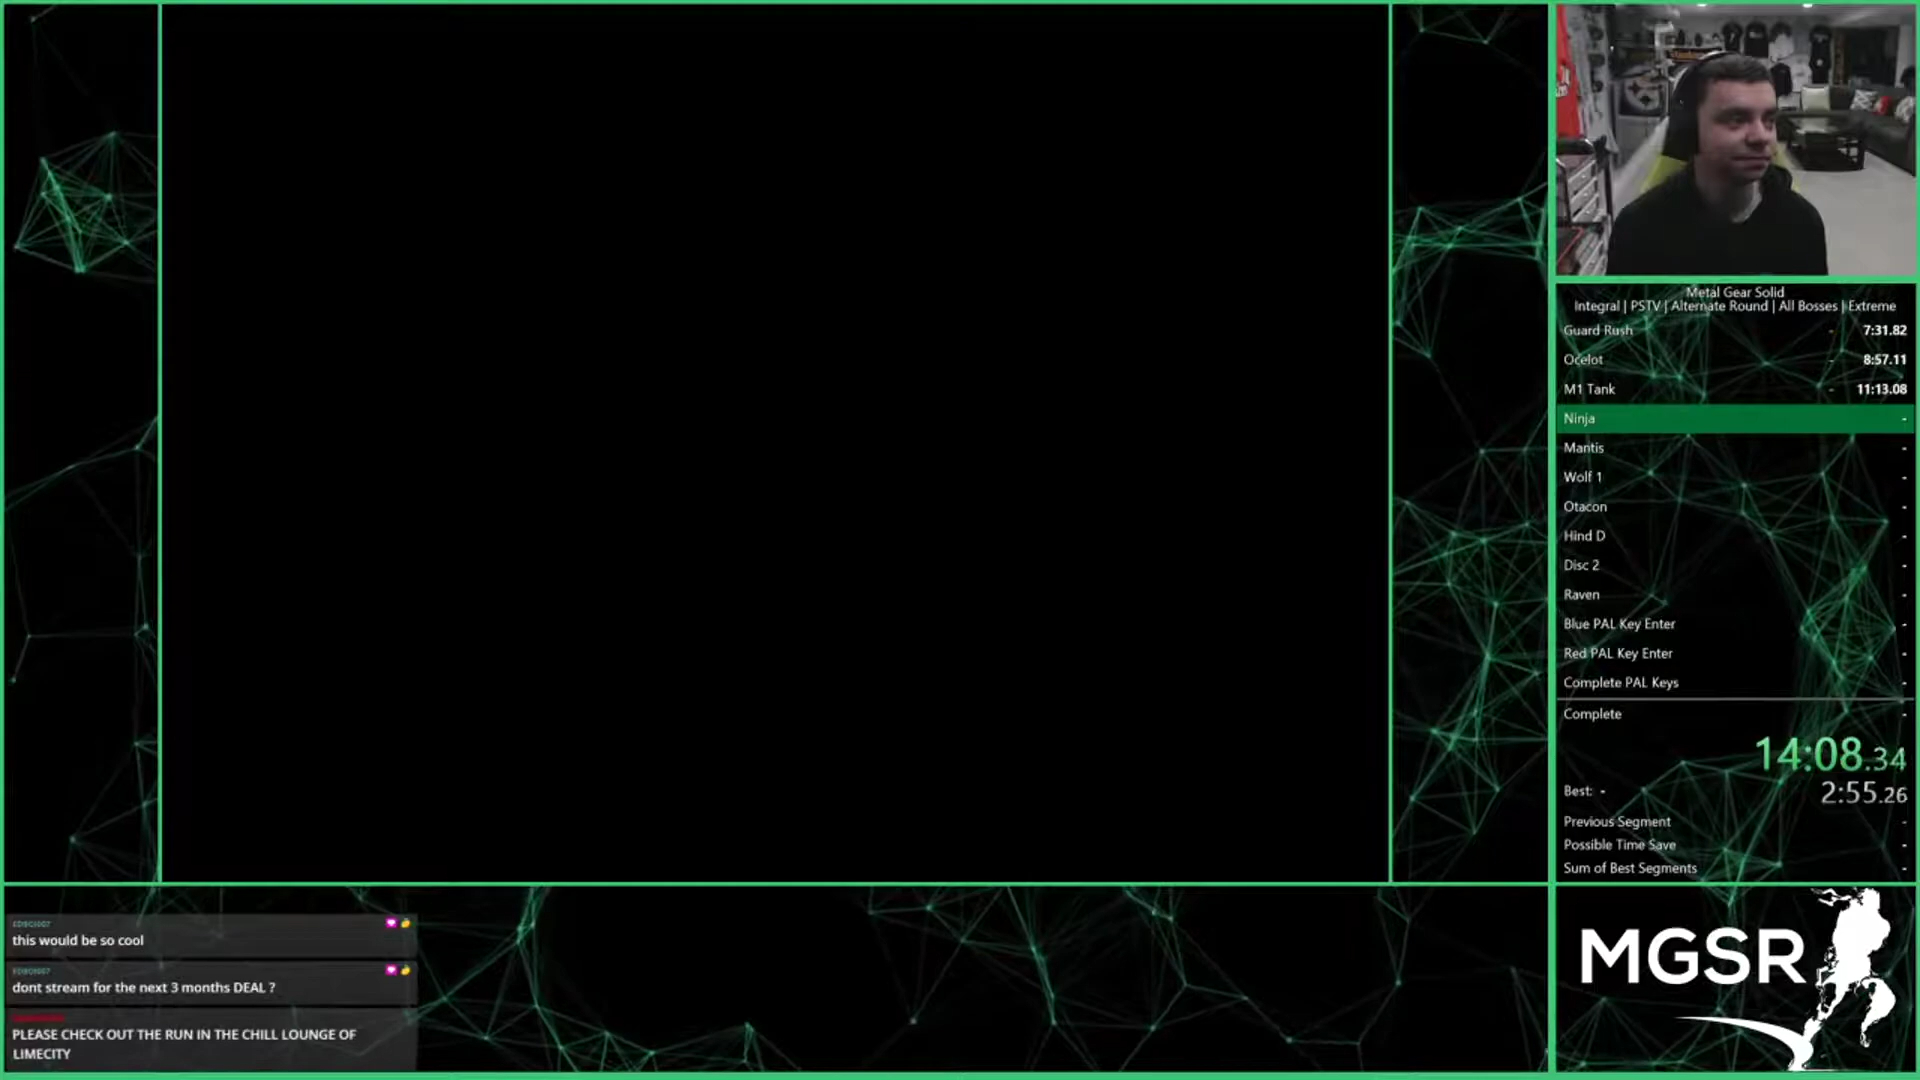 Metal Gear Solid
Integral | PSTV | Alternate Round | All Bosses | Extreme
Guard Rush - 7:31.82
Ocelot - 8:57.11
M1 Tank - 11:13.08
Ninja -
Mantis -
Wolf 1 -
Otacon -
Hind D -
Disc 2 -
Raven -
Blue PAL Key Enter -
Red PAL Key Enter -
Complete PAL Keys -
Complete -
14:08.34
Best: - 2:55.26
Previous Segment -
Possible Time Save -
Sum of Best Segments -
this would be so cool
dont stream for the next 3 months DEAL ?
PLEASE CHECK OUT THE RUN IN THE CHILL LOUNGE OF
LIMECITY
MGSR